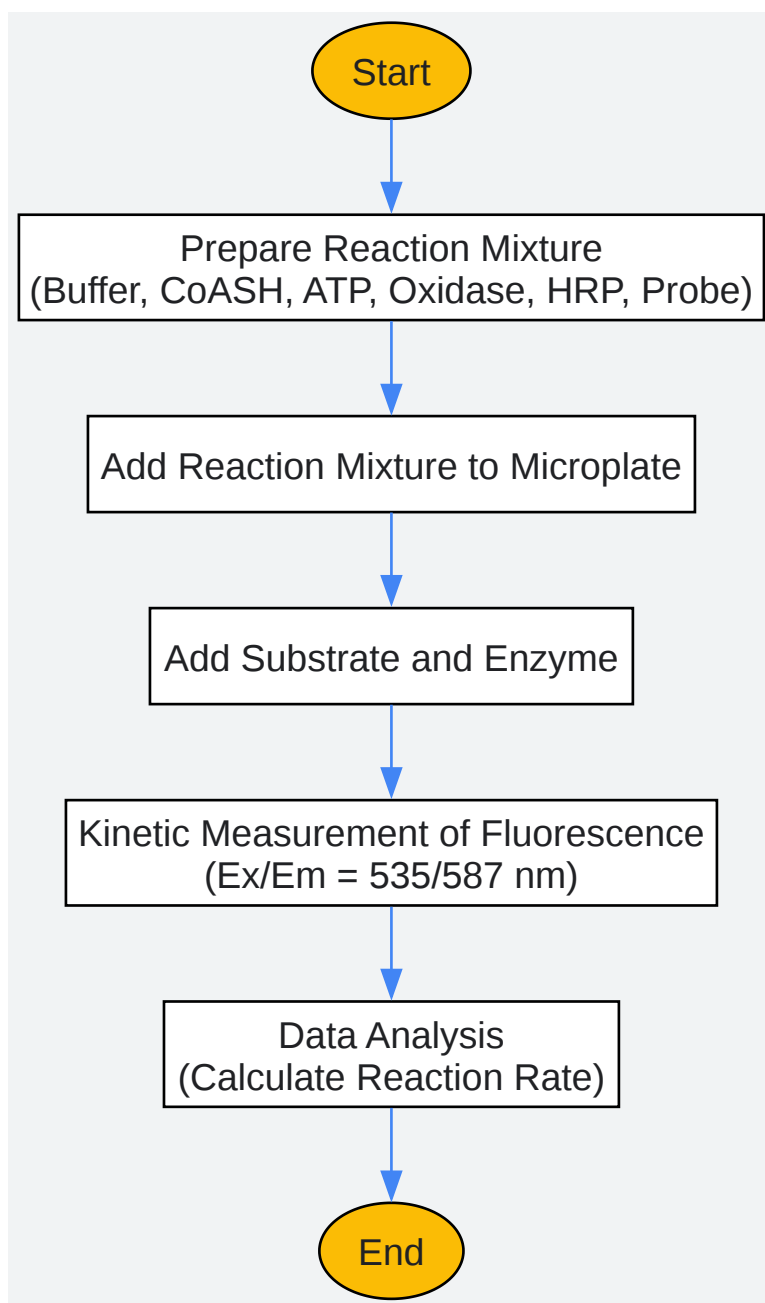 Start
Prepare Reaction Mixture
(Buffer, CoASH, ATP, Oxidase, HRP, Probe)
Add Reaction Mixture to Microplate
Add Substrate and Enzyme
Kinetic Measurement of Fluorescence
(Ex/Em = 535/587 nm)
Data Analysis
(Calculate Reaction Rate)
End